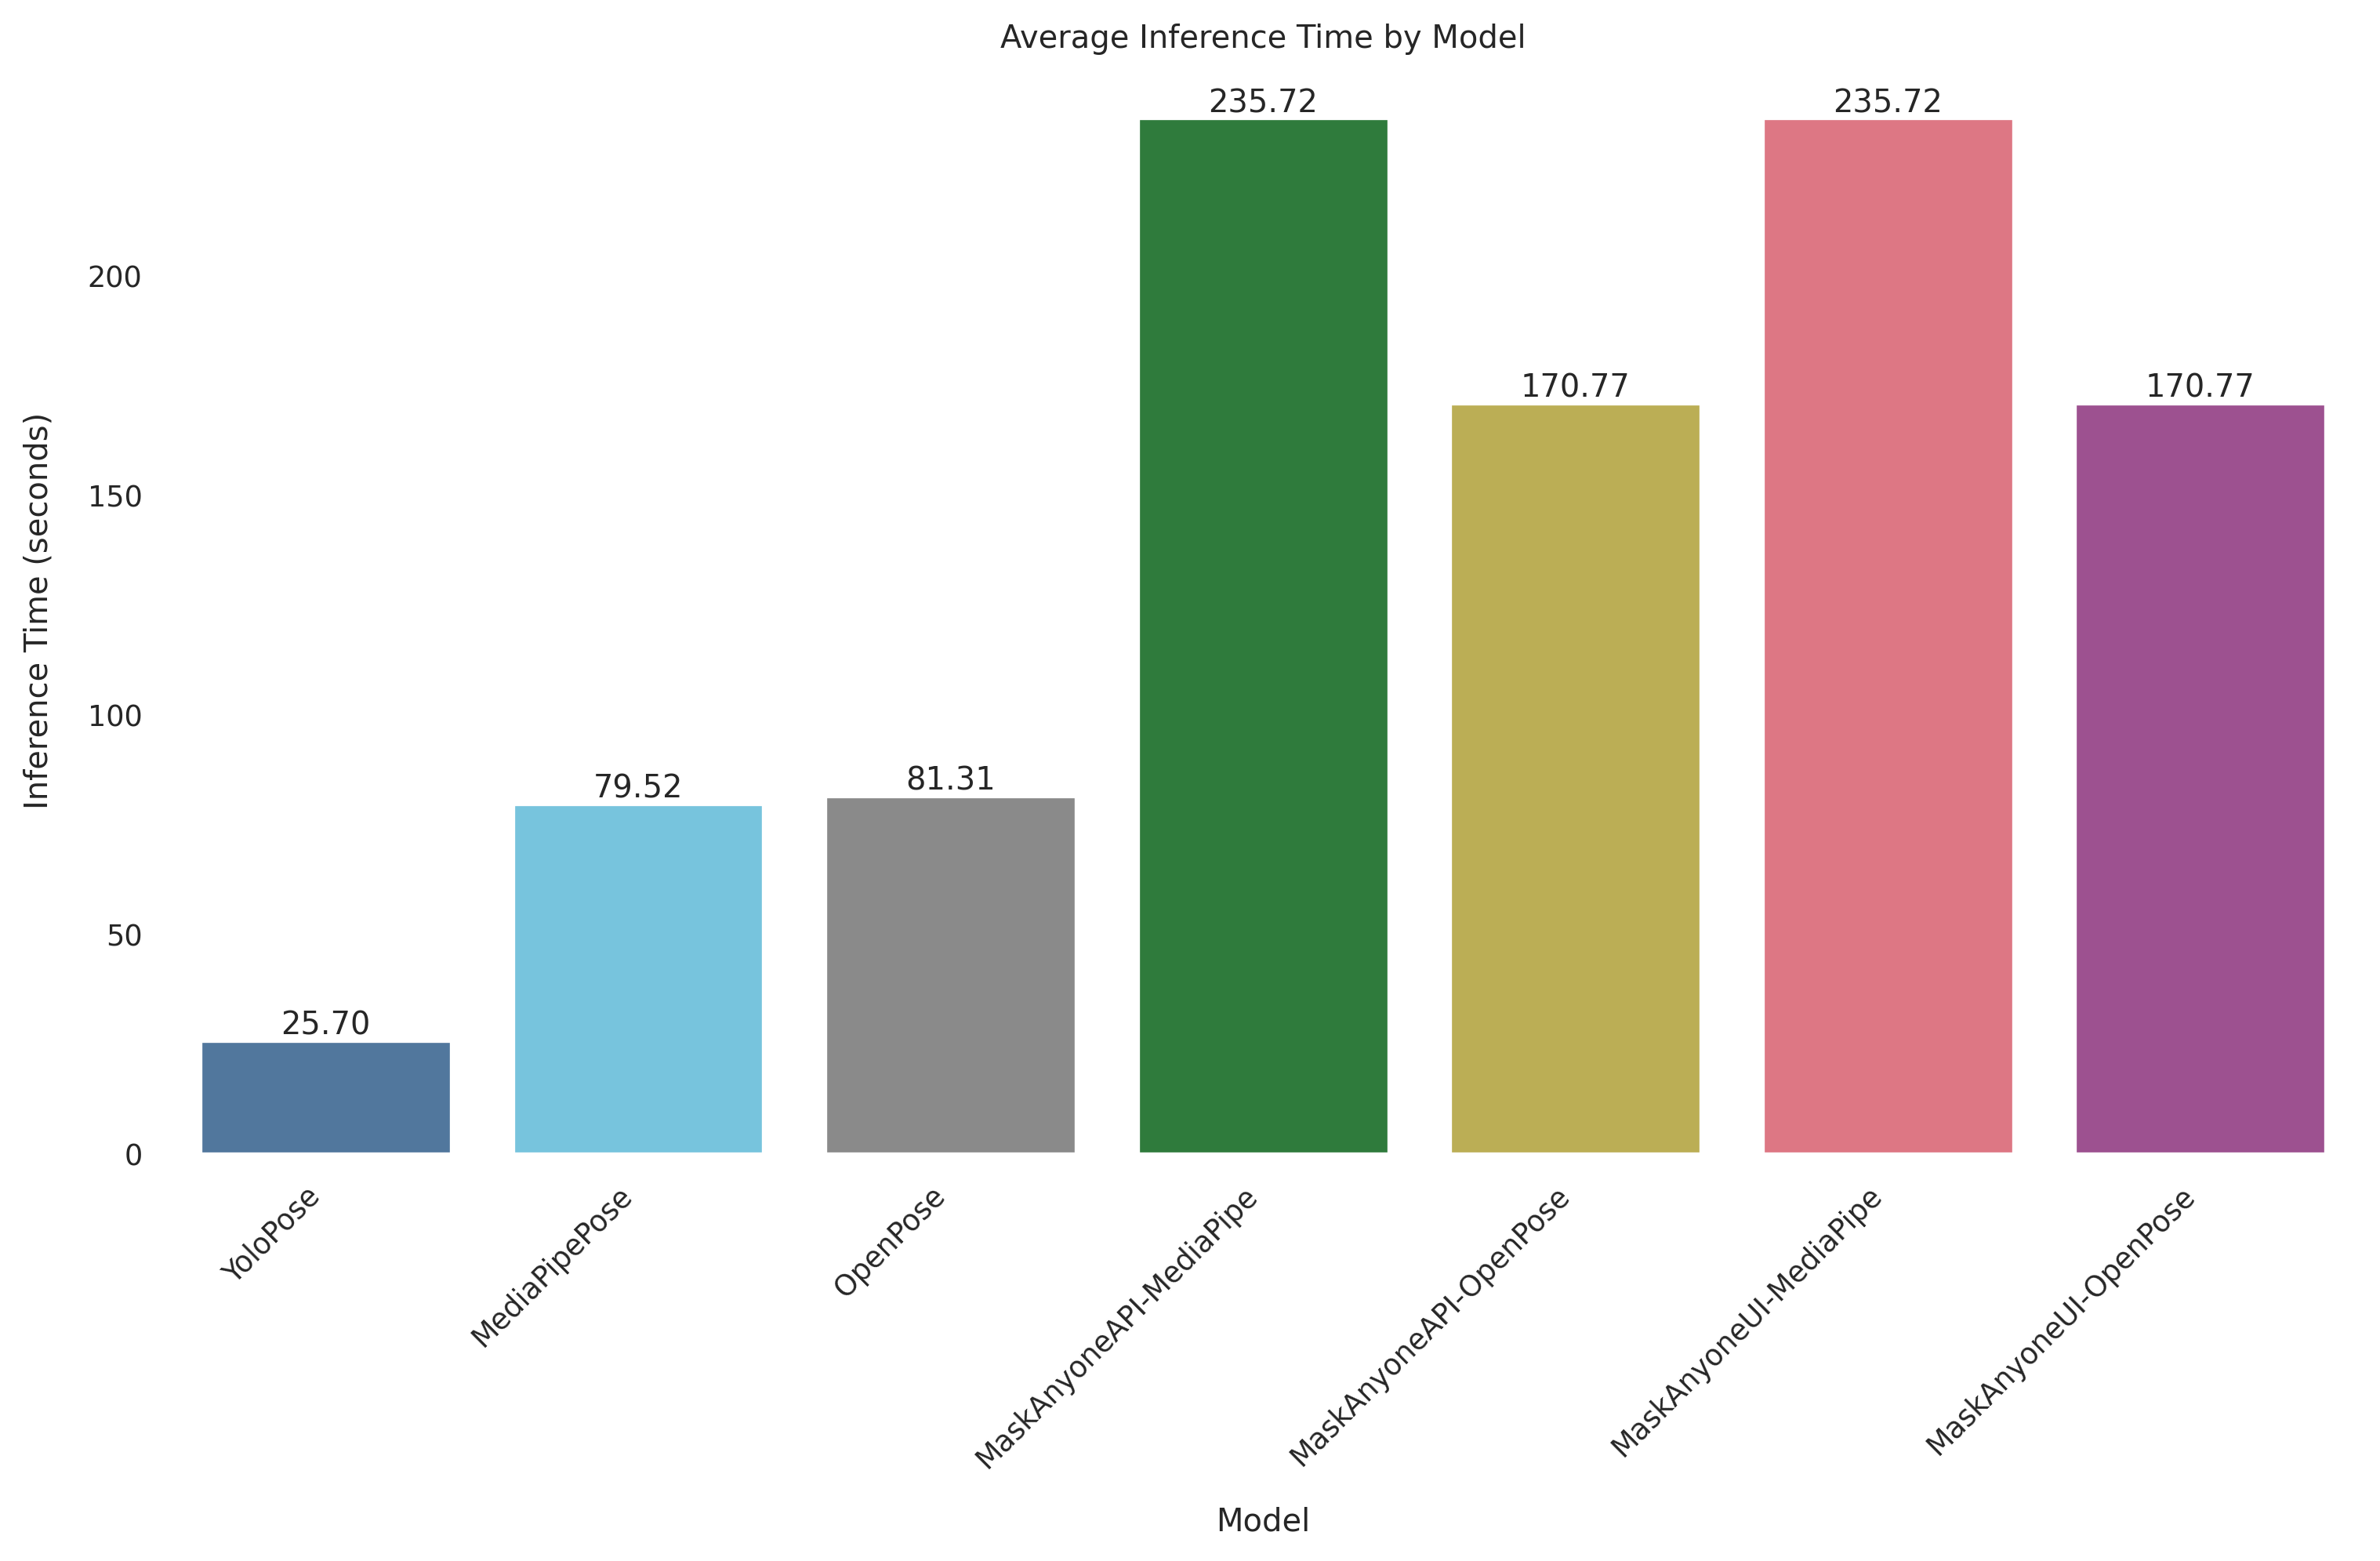 Average Inference Time by Model
235.72
235.72
200
170.77
170.77
150
Inference Time (seconds)
100
79.52
81.31
50
25.70
0
YoloPose
MediaPipePose
OpenPose
MaskAnyoneAPI-MediaPipe
MaskAnyoneAPI-OpenPose
MaskAnyoneUI-MediaPipe
MaskAnyoneUI-OpenPose
Model